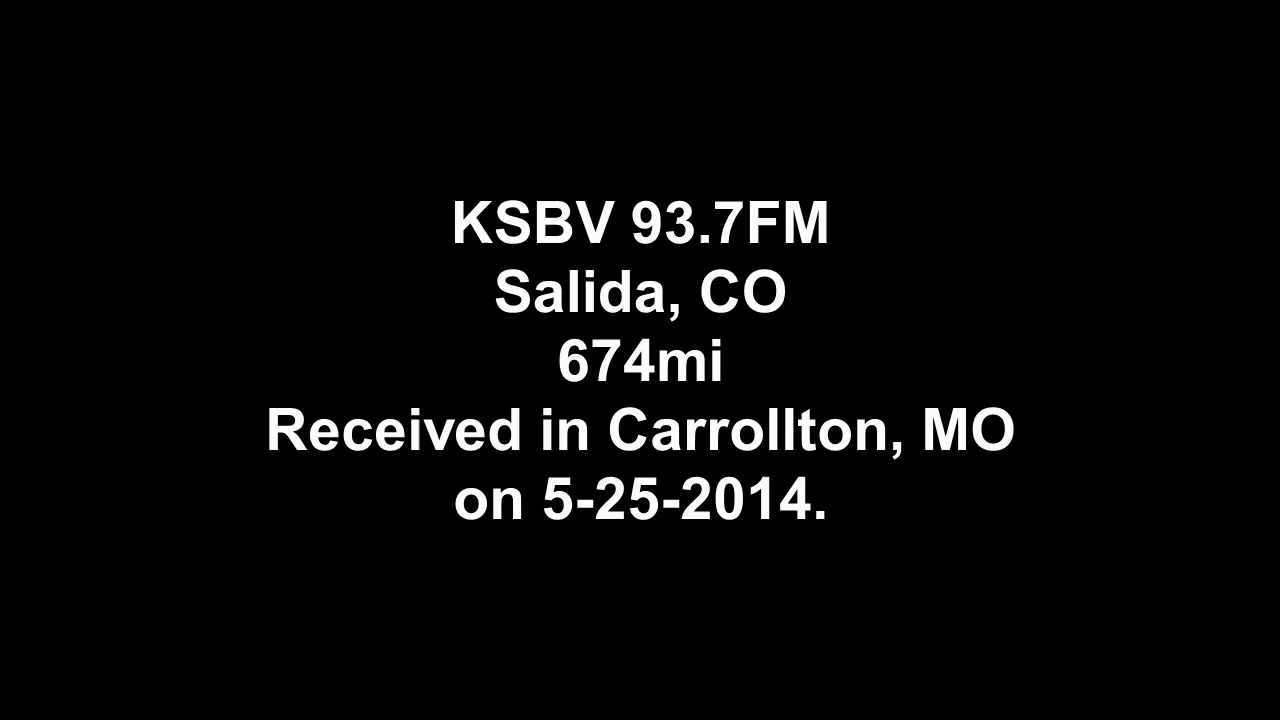 KSBV 93.7FM
Salida, CO
674mi
Received in Carrollton, MO
on 5-25-2014.